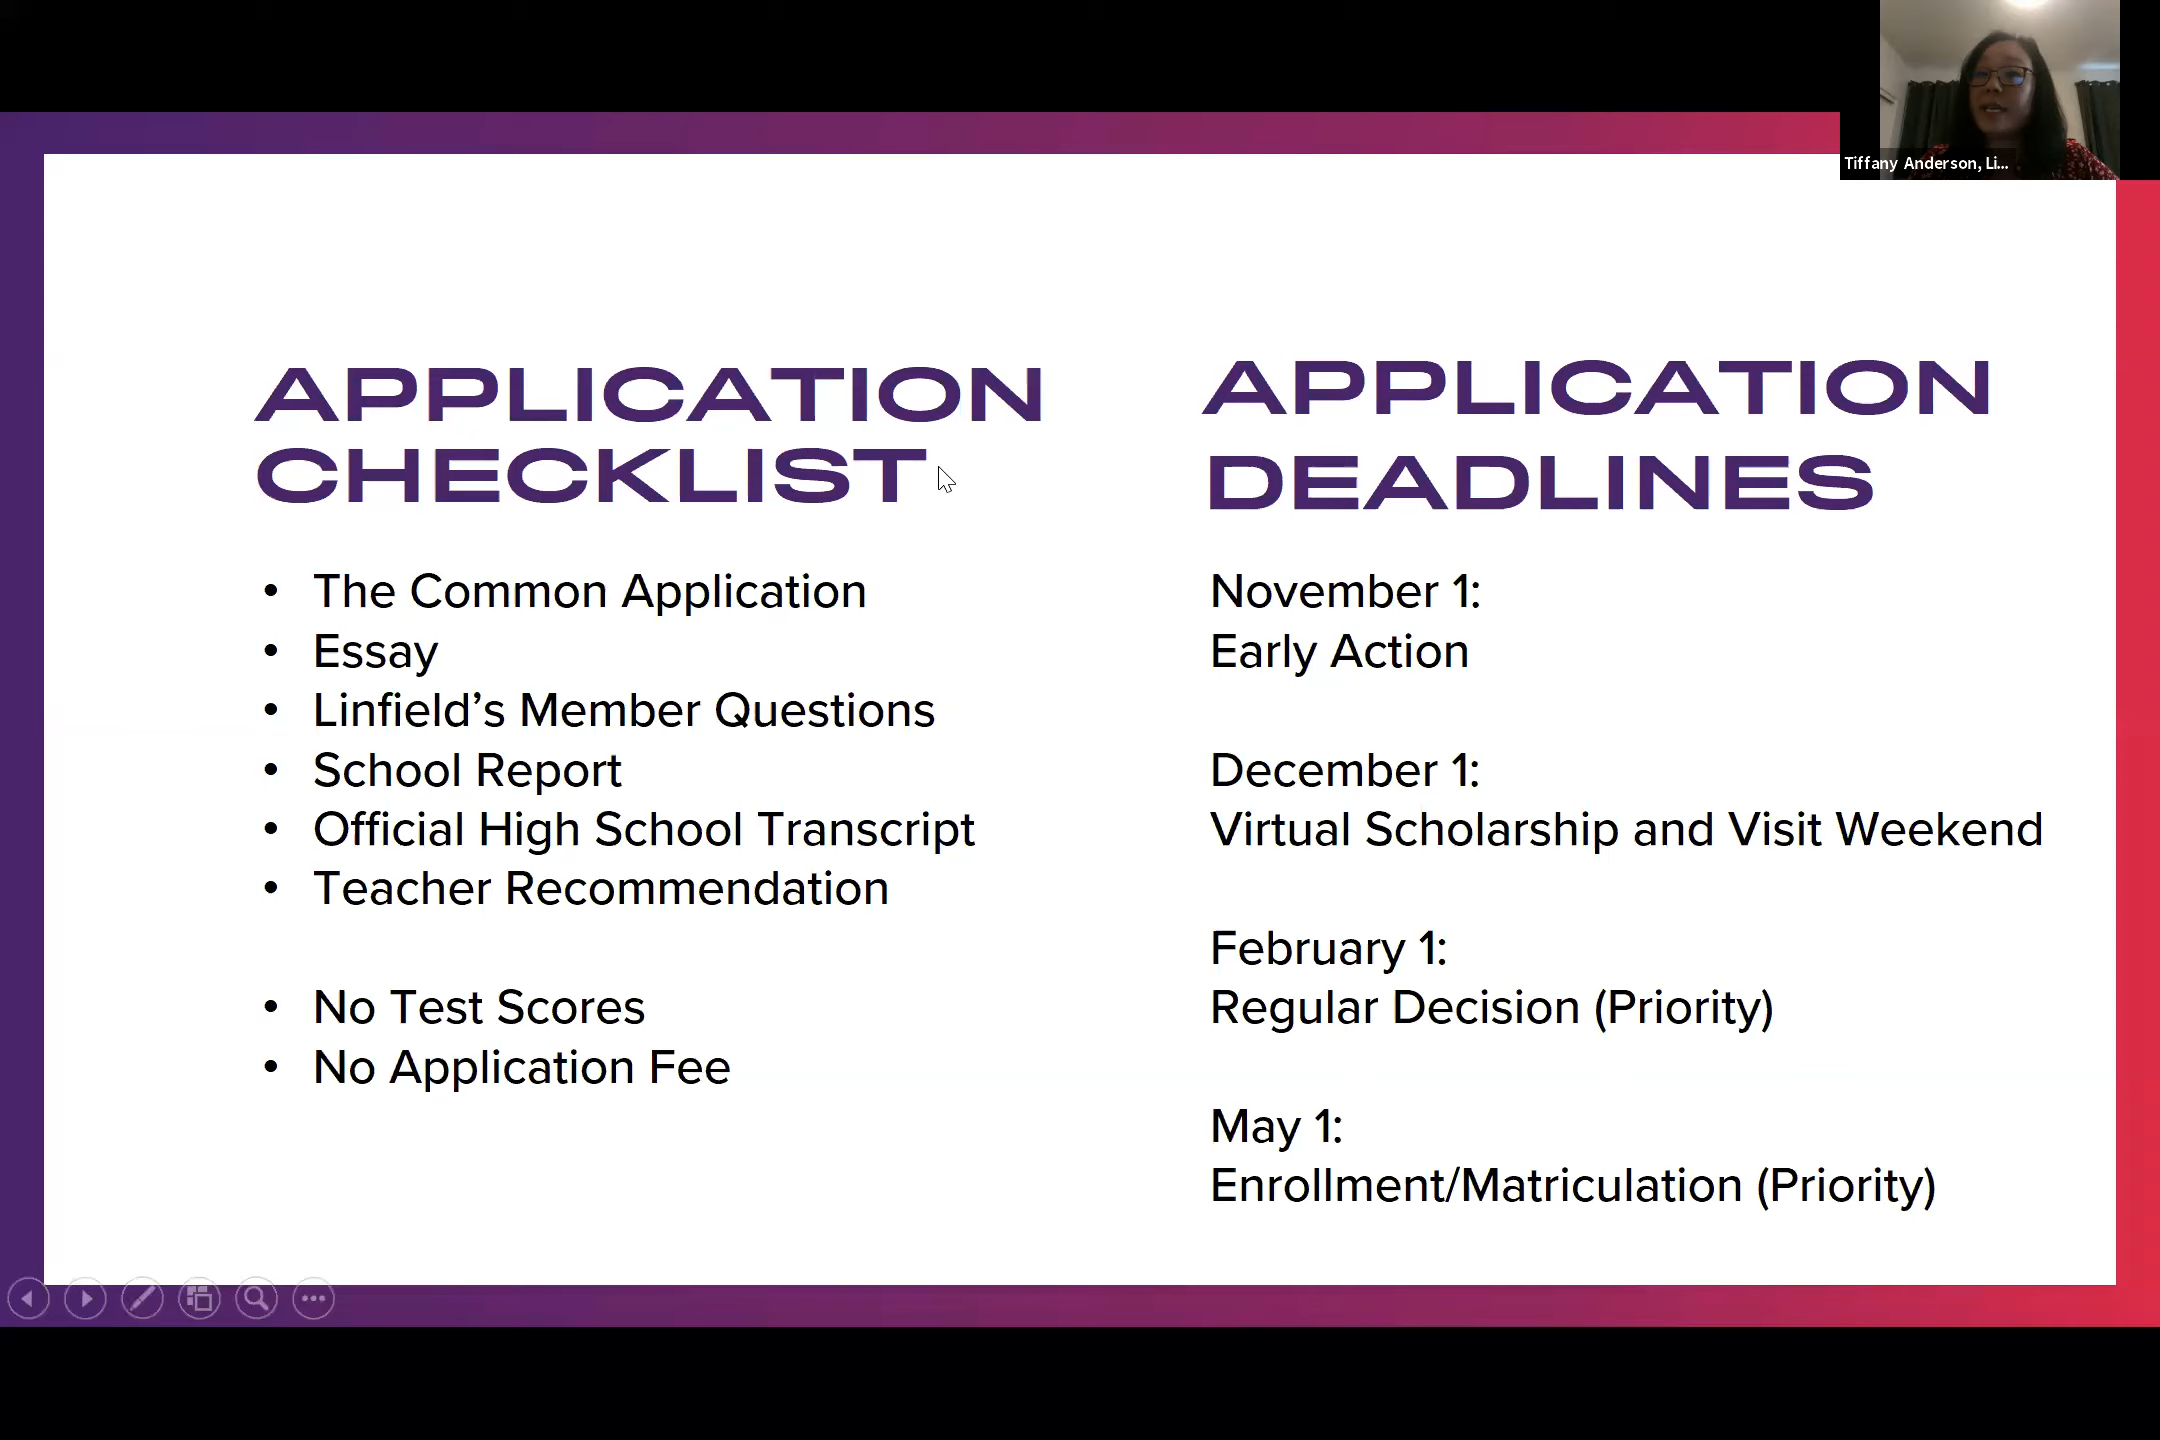 Tiffany Anderson, Li...
APPLICATION
CHECKLIST
• The Common Application
• Essay
• Linfield’s Member Questions
• School Report
• Official High School Transcript
• Teacher Recommendation
• No Test Scores
• No Application Fee
APPLICATION
DEADLINES
November 1:
Early Action
December 1:
Virtual Scholarship and Visit Weekend
February 1:
Regular Decision (Priority)
May 1:
Enrollment/Matriculation (Priority)